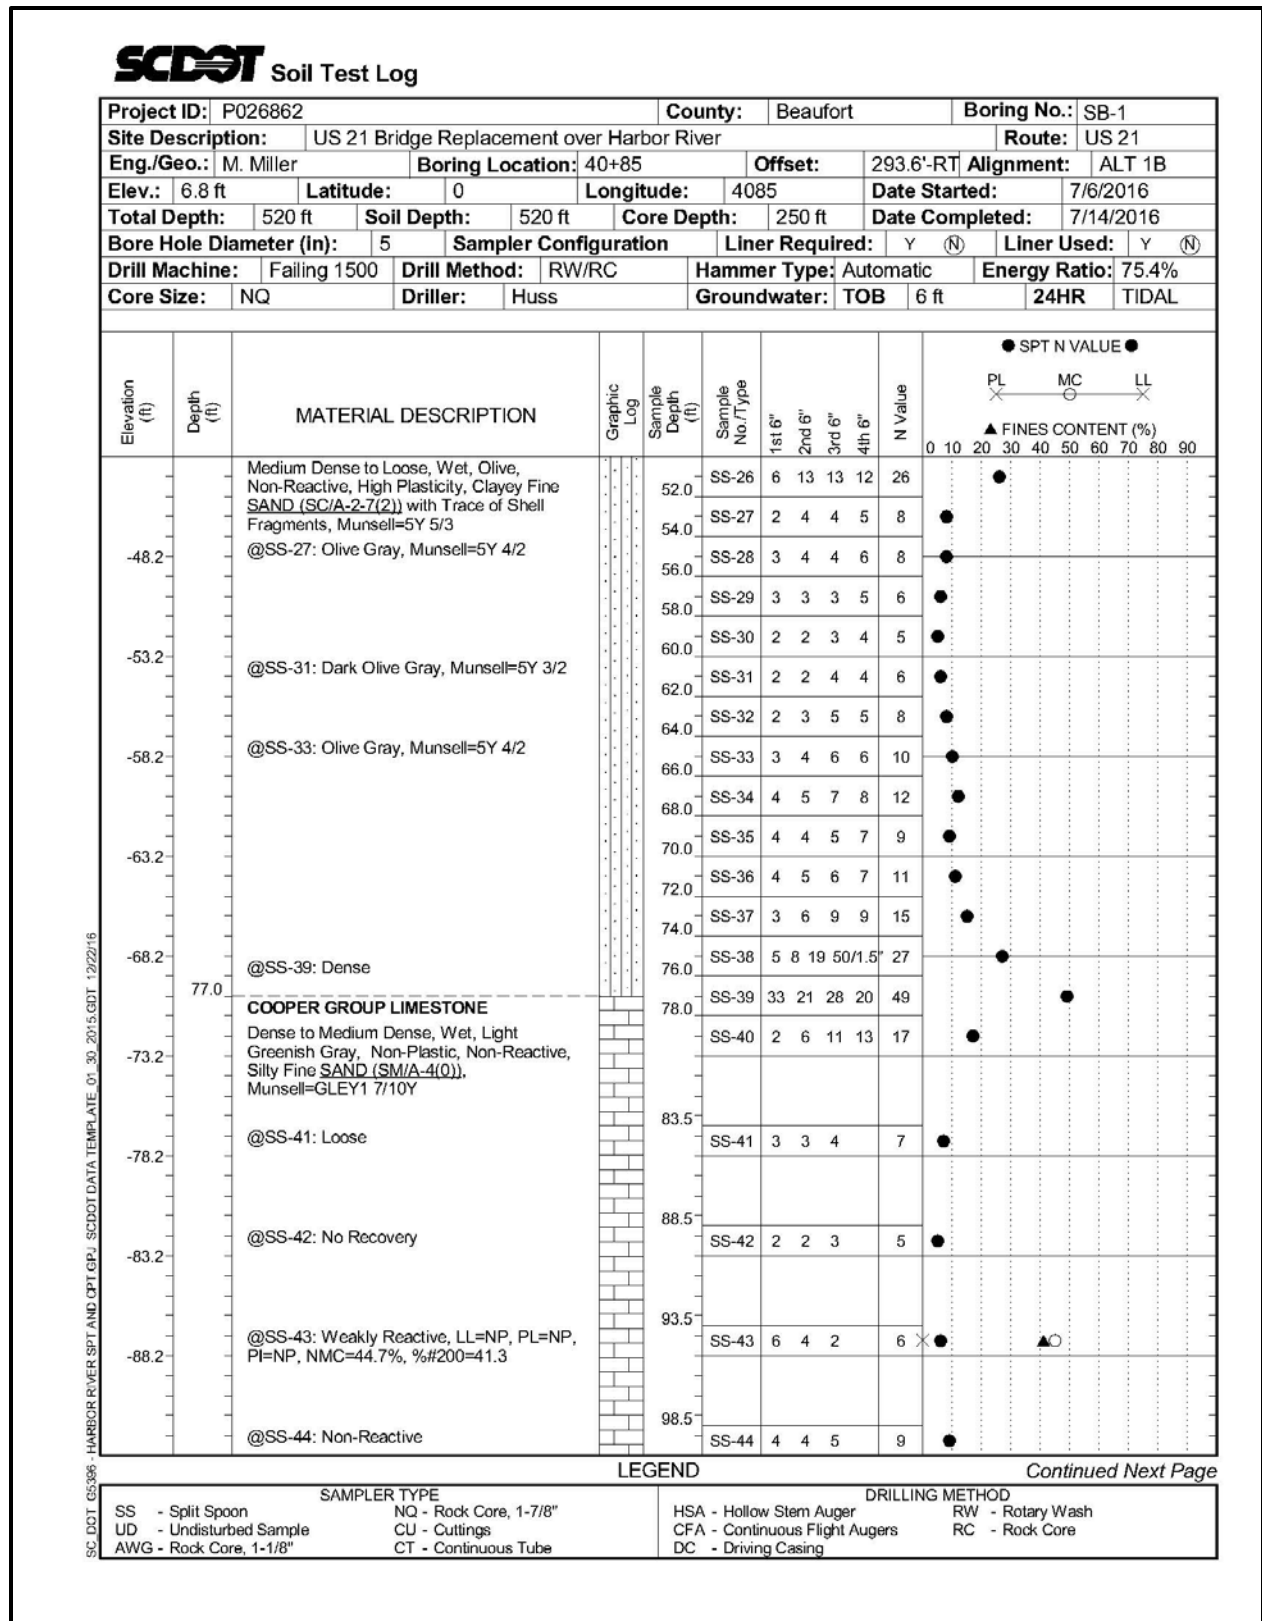 SCDOT Soil Test Log
Project ID: P026862 County: Beaufort Boring No.: SB-1
Site Description: US 21 Bridge Replacement over Harbor River Route: US 21
Eng./Geo.: M. Miller Boring Location: 40+85 Offset: 293.6'-RT Alignment: ALT 1B
Elev.: 6.8 ft Latitude: 0 Longitude: 4085 Date Started: 7/6/2016
Total Depth: 520 ft Soil Depth: 520 ft Core Depth: 250 ft Date Completed: 7/14/2016
Bore Hole Diameter (in): 5 Sampler Configuration Liner Required: Y N Liner Used: Y N
Drill Machine: Failing 1500 Drill Method: RW/RC Hammer Type: Automatic Energy Ratio: 75.4%
Core Size: NQ Driller: Huss Groundwater: TOB 6 ft 24HR TIDAL
Elevation (ft) Depth (ft) MATERIAL DESCRIPTION Graphic Log Sample Depth (ft) Sample No./Type 1st 6" 2nd 6" 3rd 6" 4th 6" N Value
● SPT N VALUE ●
PL MC LL
▲ FINES CONTENT (%)
0 10 20 30 40 50 60 70 80 90
Medium Dense to Loose, Wet, Olive,
Non-Reactive, High Plasticity, Clayey Fine
SAND (SC/A-2-7(2)) with Trace of Shell
Fragments, Munsell=5Y 5/3
52.0 SS-26 6 13 13 12 26
54.0 SS-27 2 4 4 5 8
-48.2 @SS-27: Olive Gray, Munsell=5Y 4/2
56.0 SS-28 3 4 4 6 8
58.0 SS-29 3 3 3 5 6
60.0 SS-30 2 2 3 4 5
-53.2 @SS-31: Dark Olive Gray, Munsell=5Y 3/2
62.0 SS-31 2 2 4 4 6
64.0 SS-32 2 3 5 5 8
-58.2 @SS-33: Olive Gray, Munsell=5Y 4/2
66.0 SS-33 3 4 6 6 10
68.0 SS-34 4 5 7 8 12
70.0 SS-35 4 4 5 7 9
-63.2
72.0 SS-36 4 5 6 7 11
74.0 SS-37 3 6 9 9 15
-68.2 @SS-39: Dense
76.0 SS-38 5 8 19 50/1.5" 27
77.0
78.0 SS-39 33 21 28 20 49
COOPER GROUP LIMESTONE
Dense to Medium Dense, Wet, Light
Greenish Gray, Non-Plastic, Non-Reactive,
Silty Fine SAND (SM/A-4(0)),
Munsell=GLEY1 7/10Y
SS-40 2 6 11 13 17
-73.2
83.5
@SS-41: Loose SS-41 3 3 4 7
-78.2
88.5
@SS-42: No Recovery SS-42 2 2 3 5
-83.2
93.5
@SS-43: Weakly Reactive, LL=NP, PL=NP,
PI=NP, NMC=44.7%, %#200=41.3
SS-43 6 4 2 6
-88.2
98.5
@SS-44: Non-Reactive SS-44 4 4 5 9
LEGEND Continued Next Page
SAMPLER TYPE
SS - Split Spoon NQ - Rock Core, 1-7/8"
UD - Undisturbed Sample CU - Cuttings
AWG - Rock Core, 1-1/8" CT - Continuous Tube
DRILLING METHOD
HSA - Hollow Stem Auger RW - Rotary Wash
CFA - Continuous Flight Augers RC - Rock Core
DC - Driving Casing
SC_DOT G5396 - HARBOR RIVER SPT AND CPT.GPJ SCDOT DATA TEMPLATE_01_30_2015.GDT 12/22/16